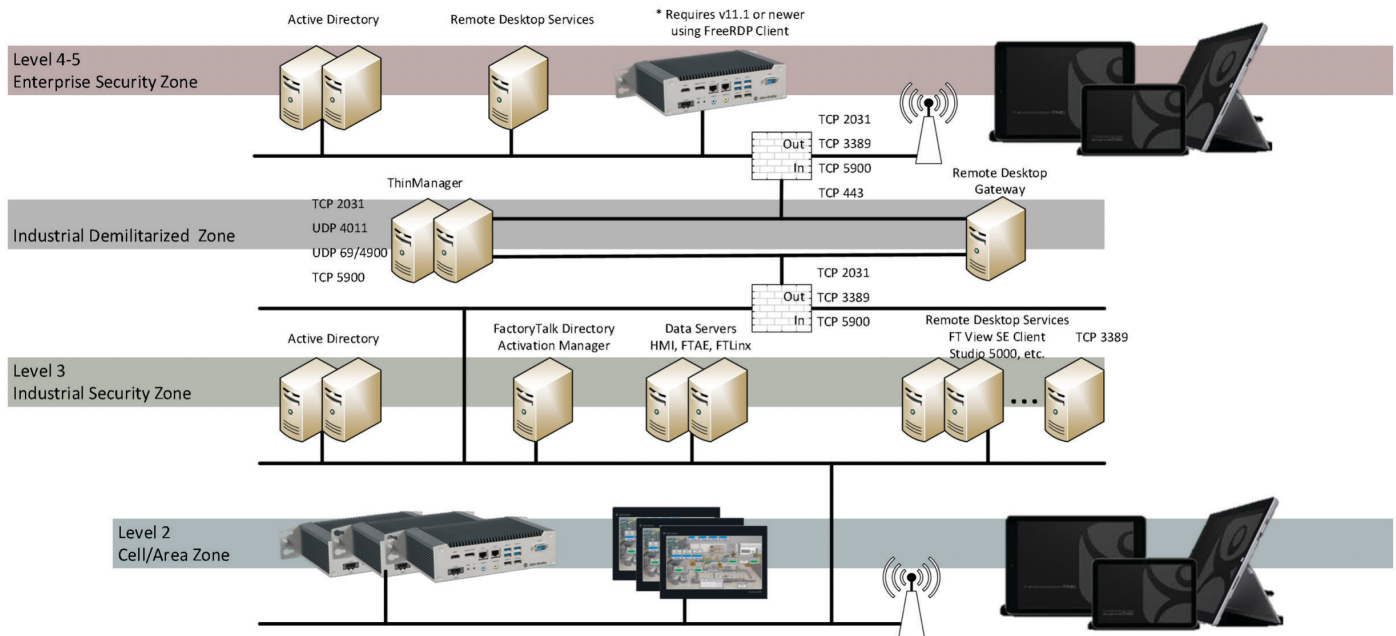 Active Directory
Remote Desktop Services
* Requires v11.1 or newer
using FreeRDP Client
Level 4-5
Enterprise Security Zone
TCP 2031
Out
TCP 3389
In
TCP 5900
TCP 443
ThinManager
Remote Desktop
Gateway
TCP 2031
UDP 4011
Industrial Demilitarized Zone
UDP 69/4900
TCP 5900
TCP 2031
Out
TCP 3389
In
TCP 5900
Active Directory
FactoryTalk Directory
Activation Manager
Data Servers
HMI, FTAE, FTLinx
Remote Desktop Services
FT View SE Client
Studio 5000, etc.
TCP 3389
Level 3
Industrial Security Zone
...
Level 2
Cell/Area Zone